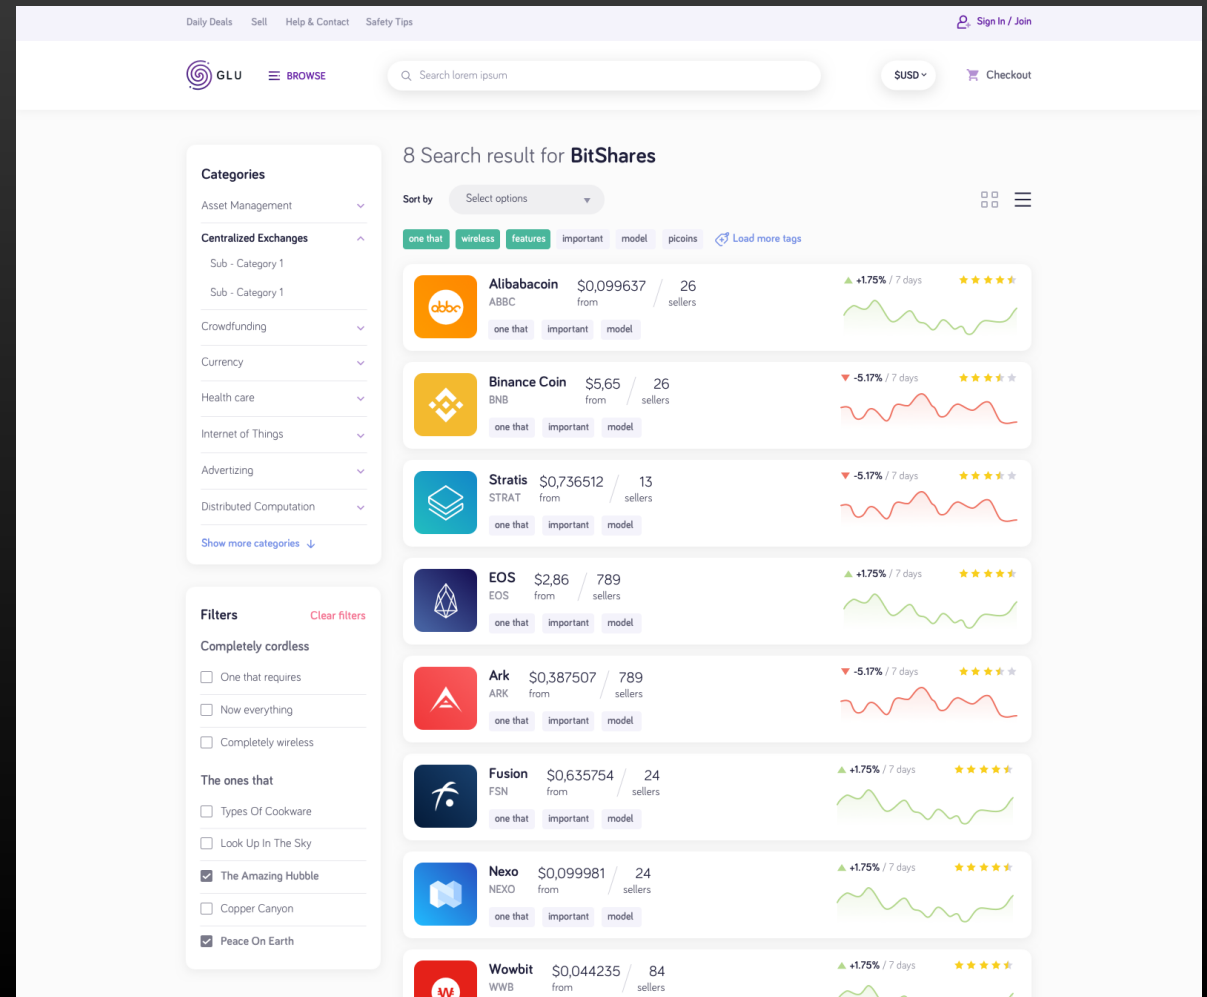 Daily Deals Sell Help & Contact Safety Tips Sign In / Join
GLU BROWSE Search lorem ipsum $USD Checkout
Categories
Asset Management
Centralized Exchanges
Sub - Category 1
Sub - Category 1
Crowdfunding
Currency
Health care
Internet of Things
Advertizing
Distributed Computation
Show more categories
Filters Clear filters
Completely cordless
One that requires
Now everything
Completely wireless
The ones that
Types Of Cookware
Look Up In The Sky
The Amazing Hubble
Copper Canyon
Peace On Earth
8 Search result for BitShares
Sort by Select options
one that wireless features important model picoins Load more tags
abbc
Alibabacoin $0,099637 / 26 +1.75% / 7 days
ABBC from sellers
one that important model
Binance Coin $5,65 / 26 -5.17% / 7 days
BNB from sellers
one that important model
Stratis $0,736512 / 13 -5.17% / 7 days
STRAT from sellers
one that important model
EOS $2,86 / 789 +1.75% / 7 days
EOS from sellers
one that important model
Ark $0,387507 / 789 -5.17% / 7 days
ARK from sellers
one that important model
Fusion $0,635754 / 24 +1.75% / 7 days
FSN from sellers
one that important model
Nexo $0,099981 / 24 +1.75% / 7 days
NEXO from sellers
one that important model
Wowbit $0,044235 / 84 +1.75% / 7 days
WWB from sellers